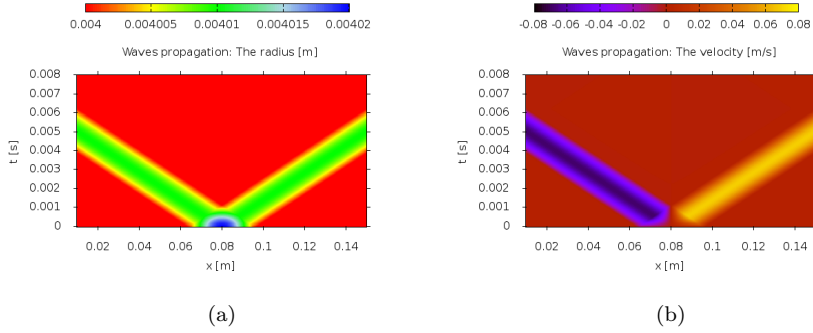 0.004 0.004005 0.00401 0.004015 0.00402
Waves propagation: The radius [m]
0.008
0.007
0.006
0.005
0.004
0.003
0.002
0.001
0
t [s]
0.02 0.04 0.06 0.08 0.1 0.12 0.14
x [m]
(a)
-0.08 -0.06 -0.04 -0.02 0 0.02 0.04 0.06 0.08
Waves propagation: The velocity [m/s]
0.008
0.007
0.006
0.005
0.004
0.003
0.002
0.001
0
t [s]
0.02 0.04 0.06 0.08 0.1 0.12 0.14
x [m]
(b)